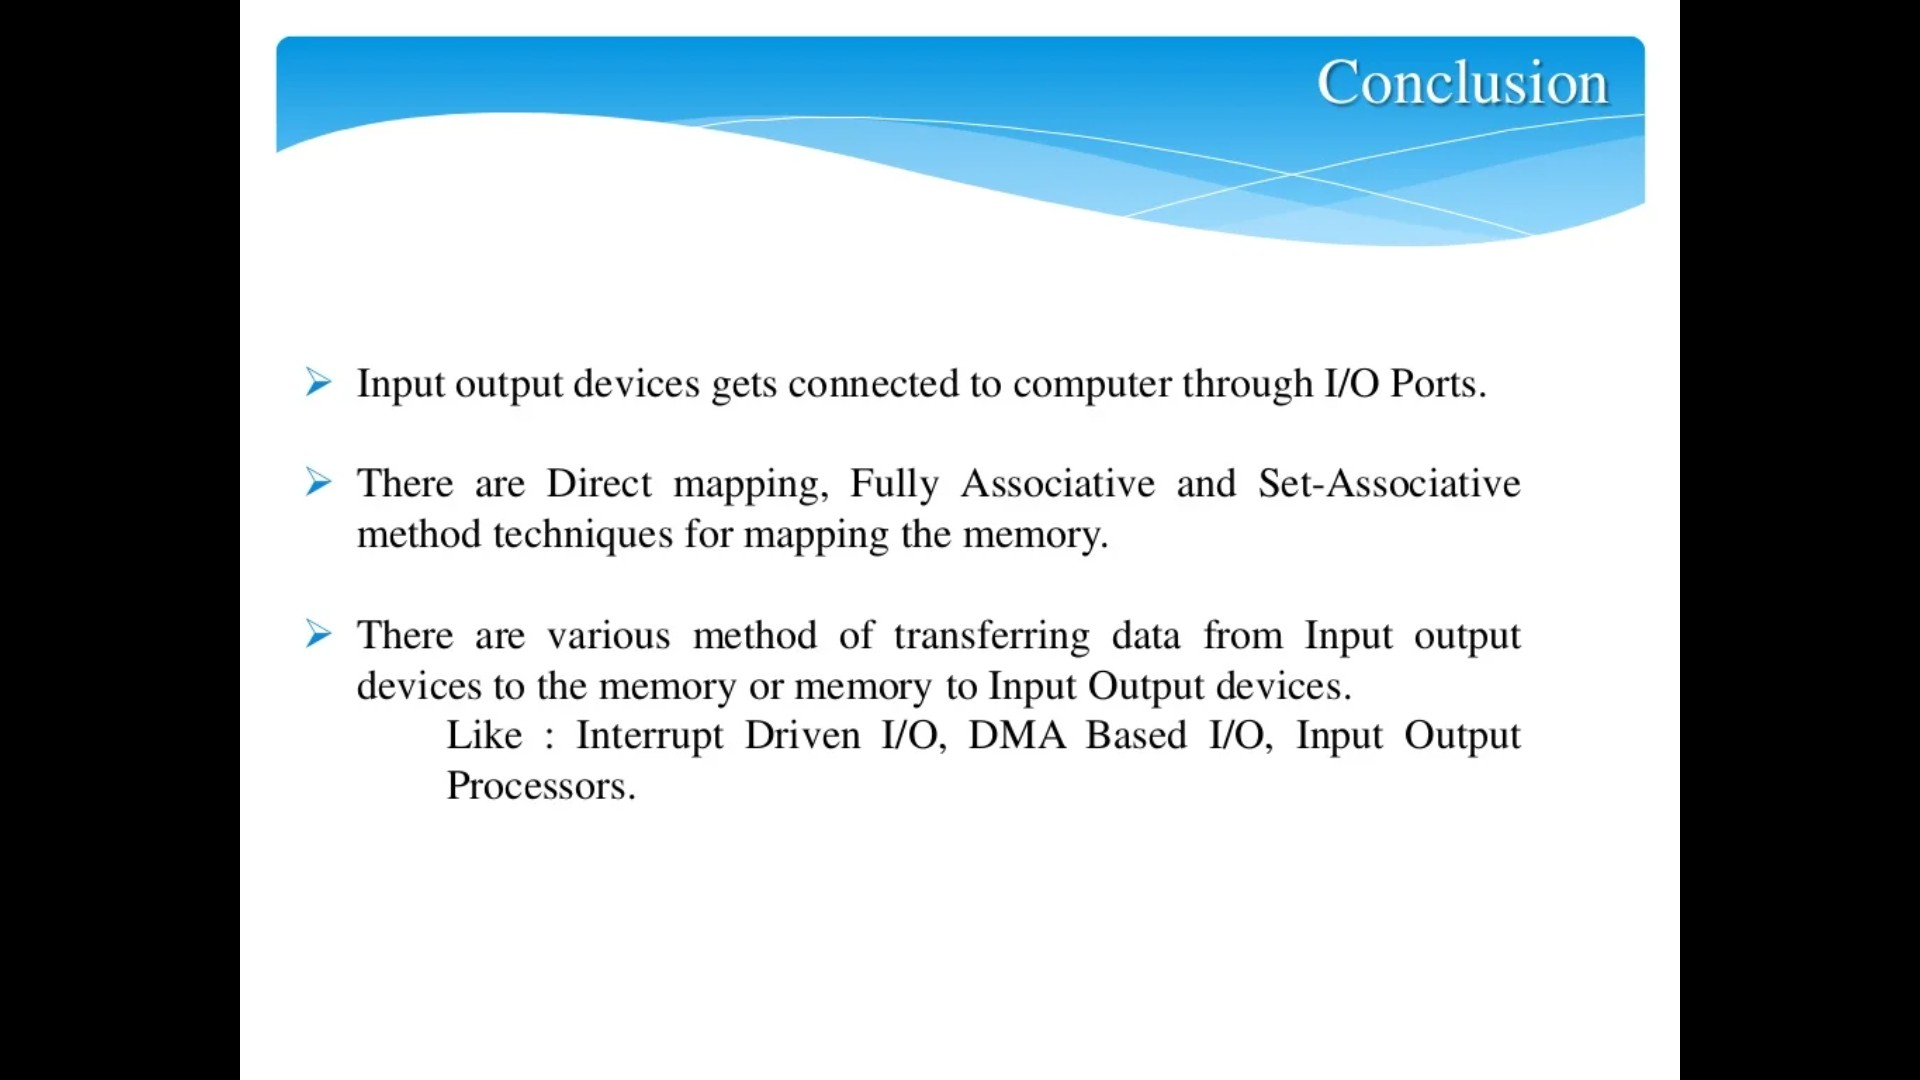 Conclusion
Input output devices gets connected to computer through I/O Ports.
There are Direct mapping, Fully Associative and Set-Associative
method techniques for mapping the memory.
There are various method of transferring data from Input output
devices to the memory or memory to Input Output devices.
Like : Interrupt Driven I/O, DMA Based I/O, Input Output
Processors.